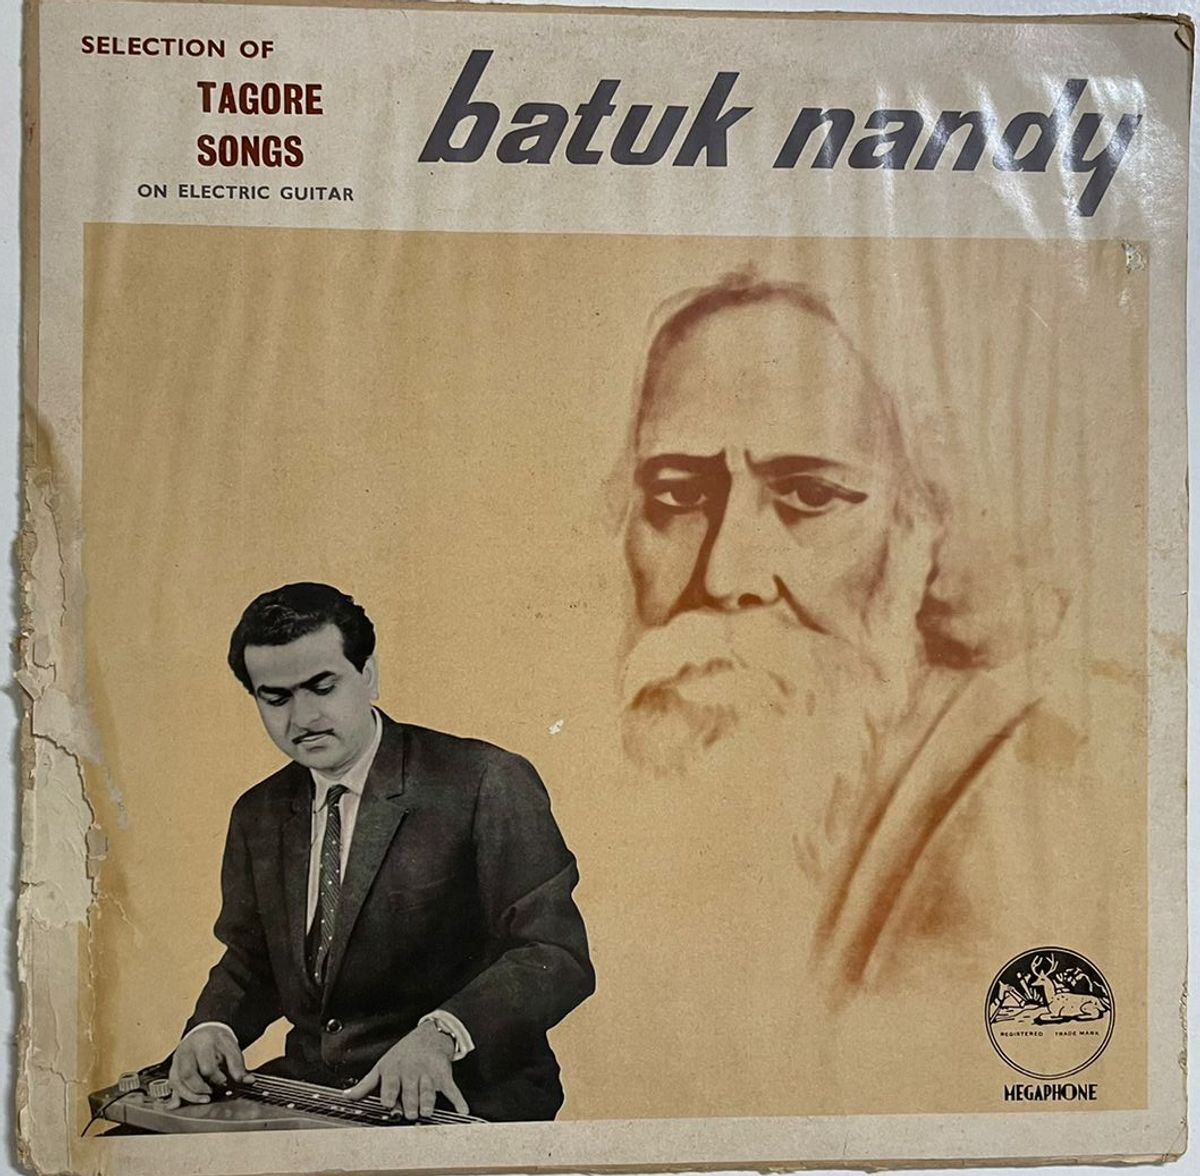 SELECTION OF
TAGORE
SONGS
ON ELECTRIC GUITAR
batuk nandy
REGISTERED TRADE MARK
MEGAPHONE